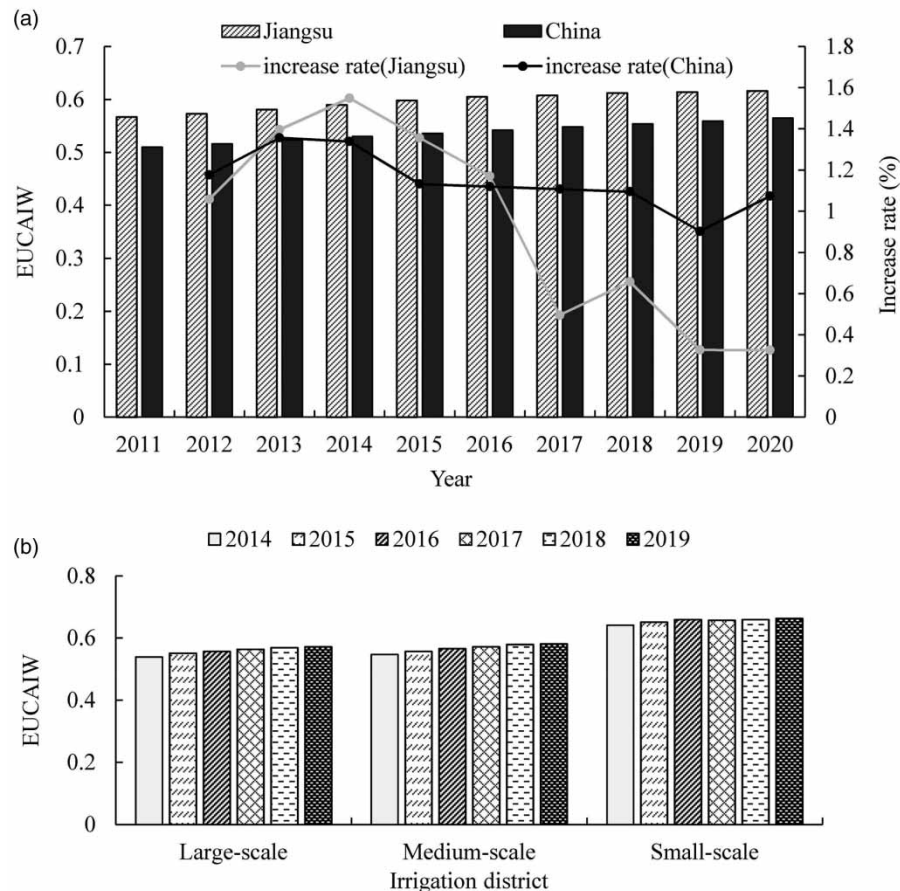 (a)
Jiangsu China
increase rate(Jiangsu) increase rate(China)
0.7
0.6
0.5
0.4
0.3
0.2
0.1
0
EUCAIW
1.8
1.6
1.4
1.2
1
0.8
0.6
0.4
0.2
0
Increase rate (%)
2011 2012 2013 2014 2015 2016 2017 2018 2019 2020
Year
(b)
2014 2015 2016 2017 2018 2019
0.8
0.6
0.4
0.2
0
EUCAIW
Large-scale Medium-scale Small-scale
Irrigation district